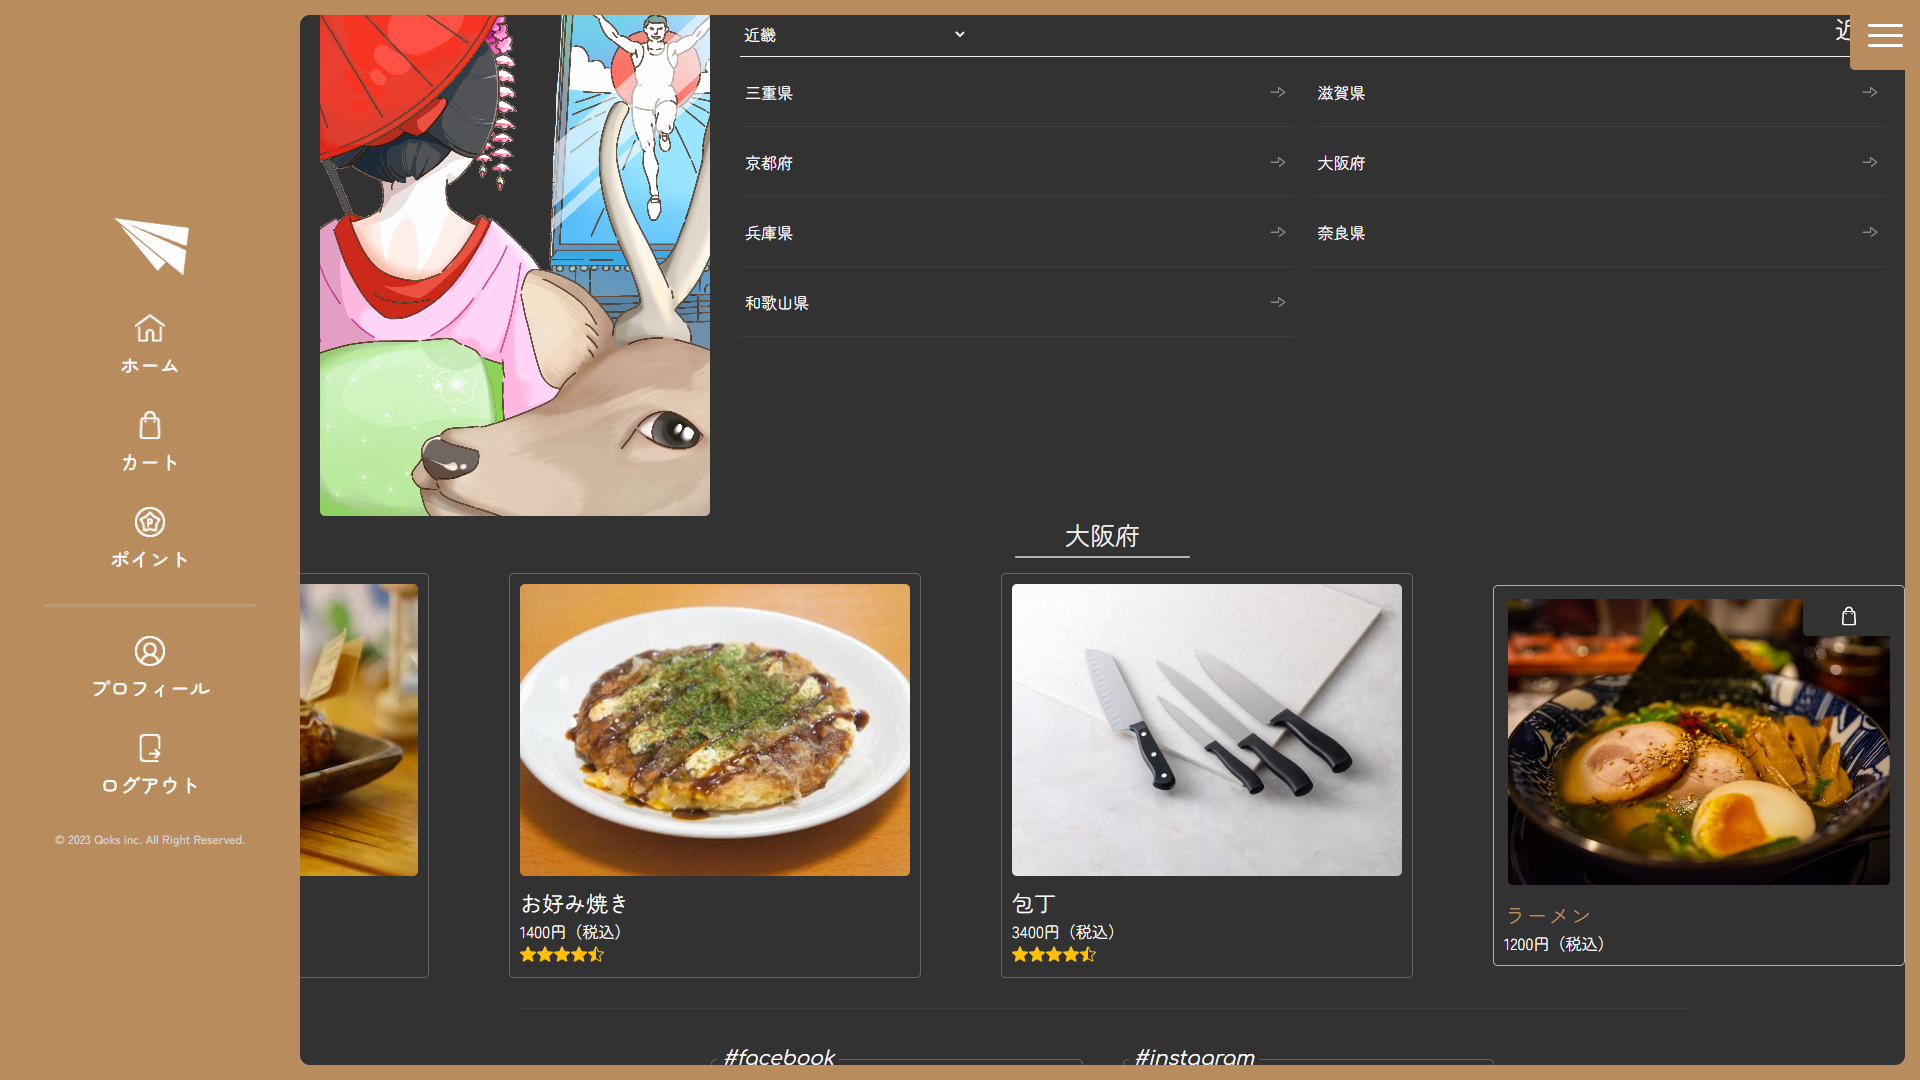 近畿
近
三重県
滋賀県
京都府
大阪府
兵庫県
奈良県
和歌山県
ホーム
カート
ポイント
プロフィール
ログアウト
© 2023 Qoks inc. All Right Reserved.
大阪府
お好み焼き
1400円（税込）
包丁
3400円（税込）
ラーメン
1200円（税込）
#facebook
#instagram